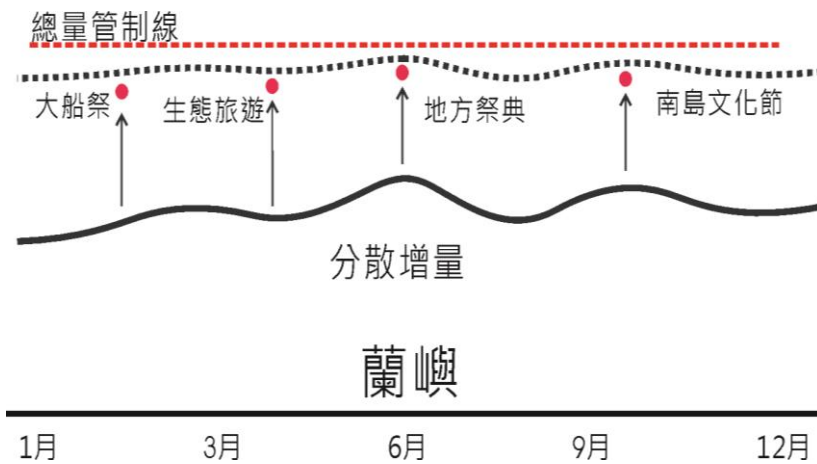 總量管制線
大船祭
生態旅遊
地方祭典
南島文化節
分散增量
蘭嶼
1月
3月
6月
9月
12月